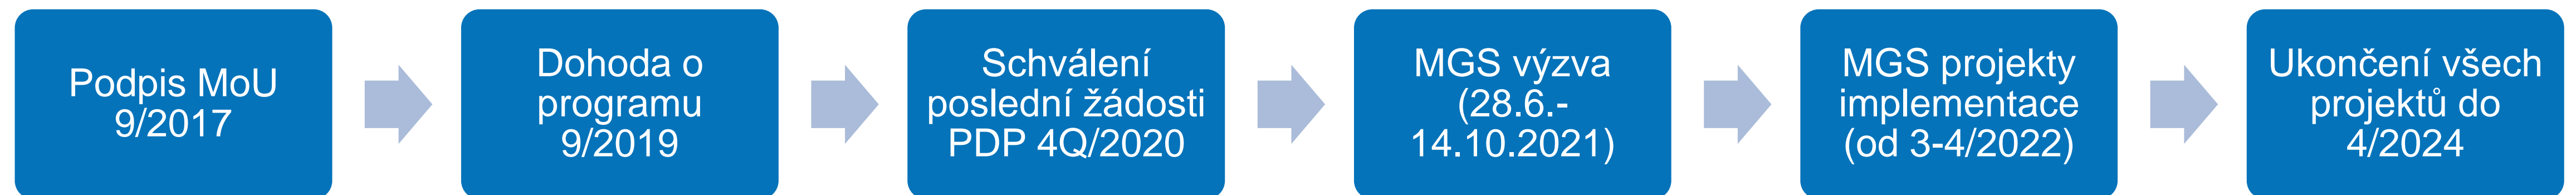 Podpis MoU
9/2017
Dohoda o
programu
9/2019
Schválení
poslední žádosti
PDP 4Q/2020
MGS výzva
(28.6.-
14.10.2021)
MGS projekty
implementace
(od 3-4/2022)
Ukončení všech
projektů do
4/2024